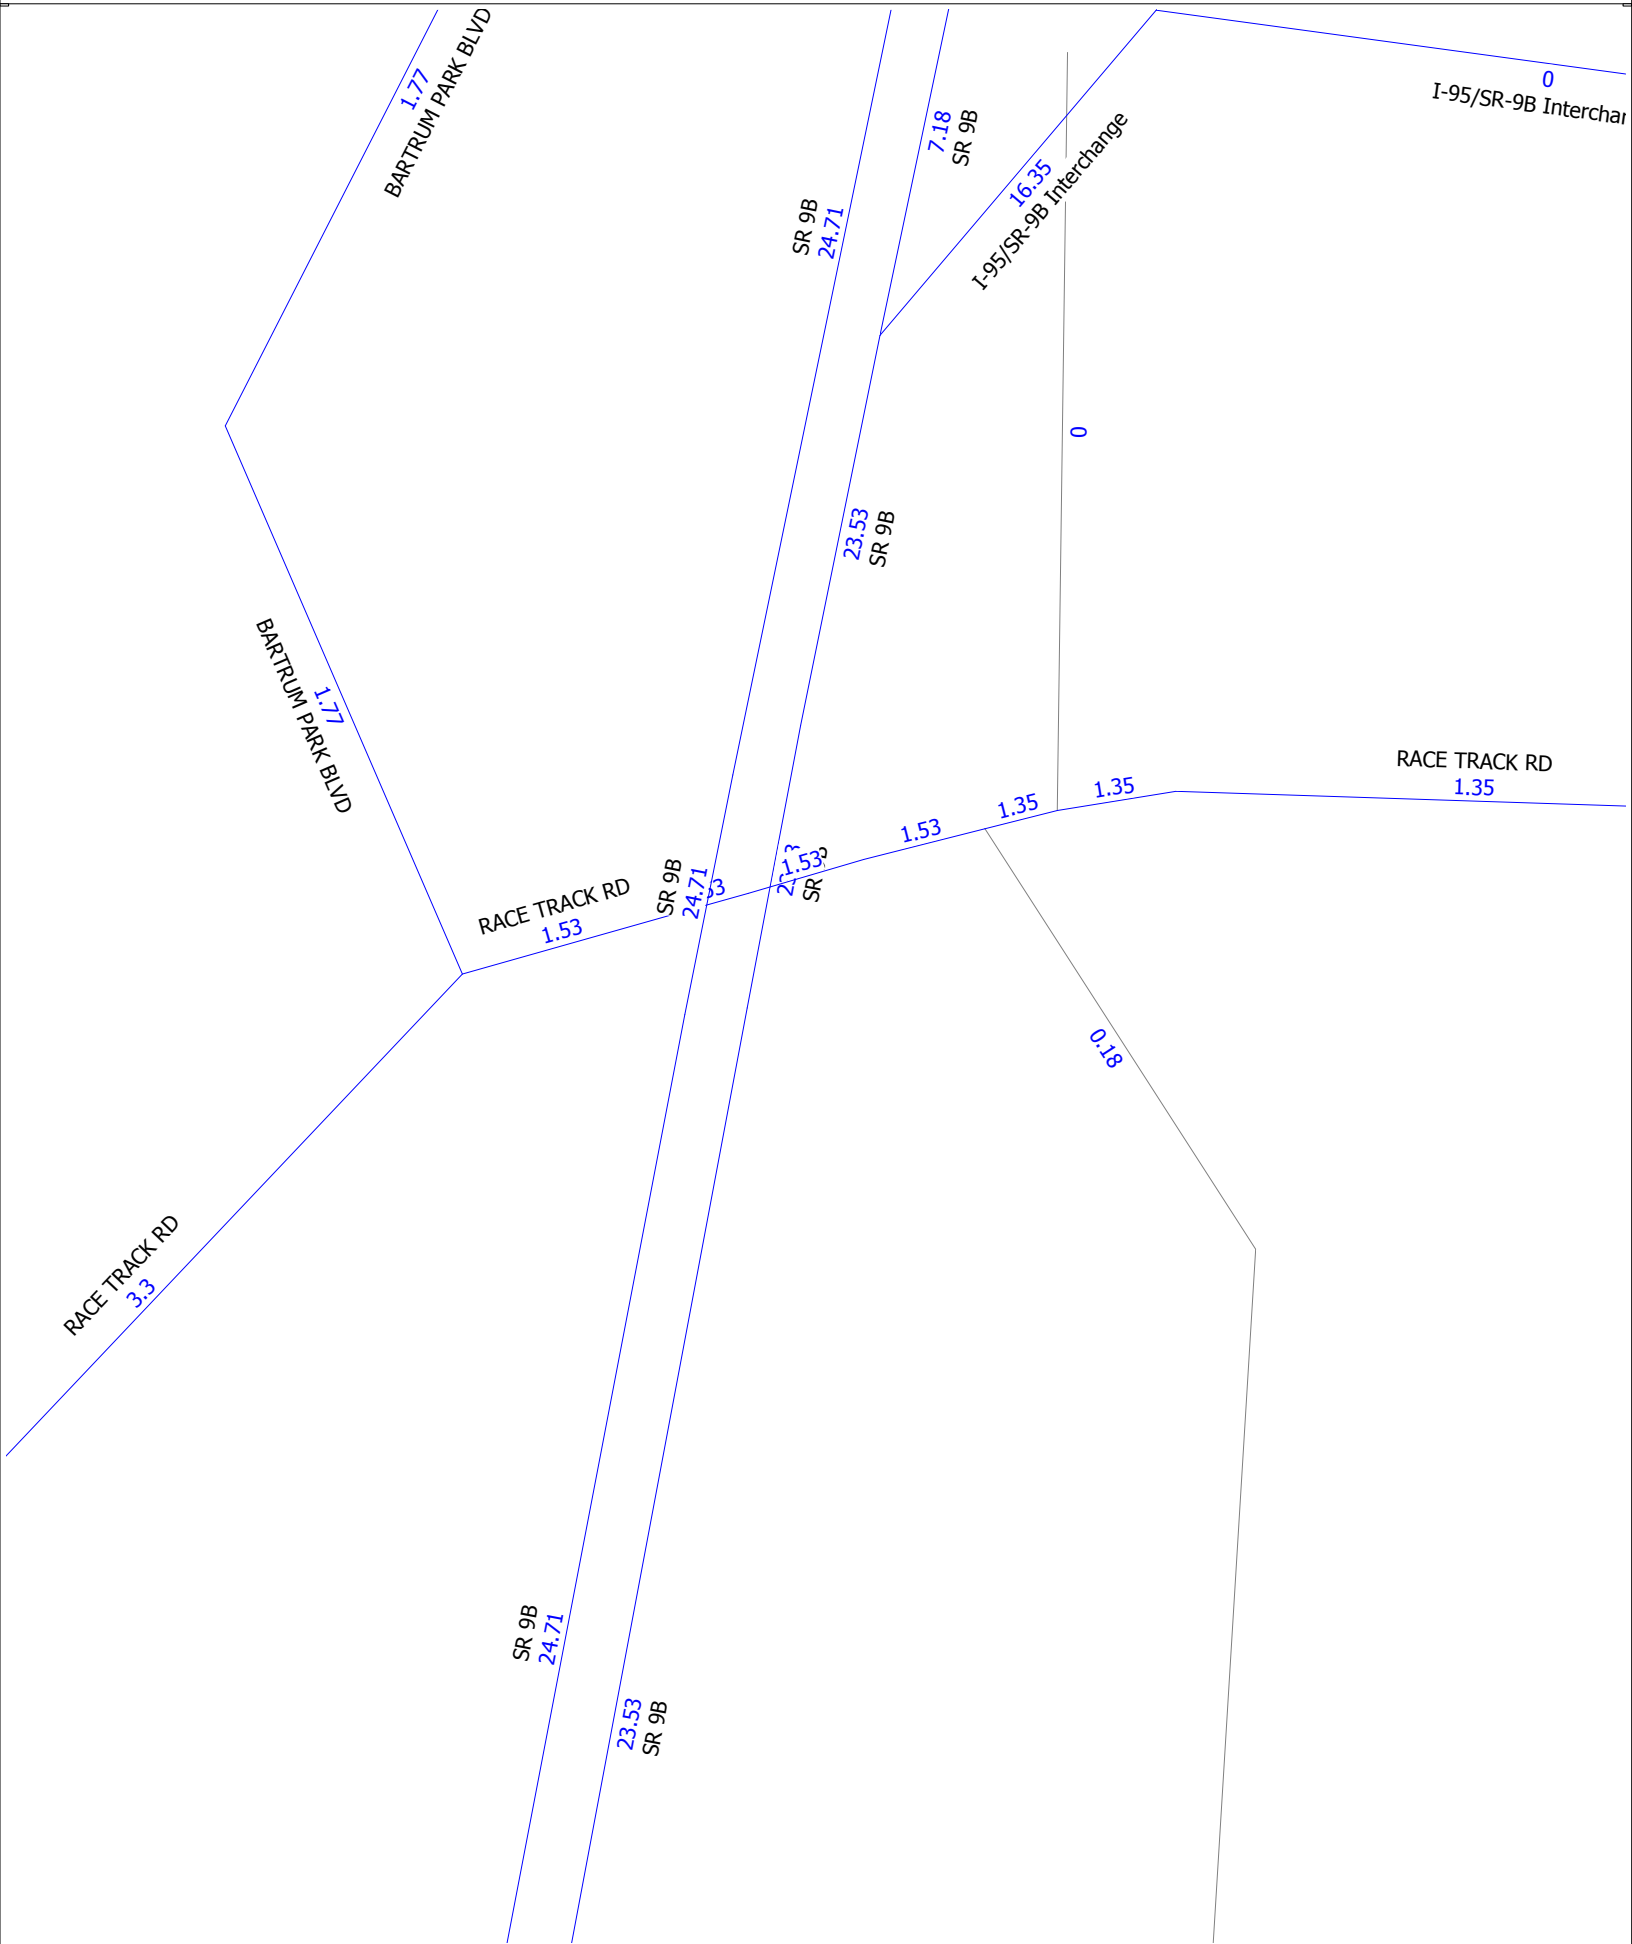 BARTRUM PARK BLVD
1.77
7.18
SR 9B
0
I-95/SR-9B
16.35
I-95/SR-9B Interchange
SR 9B
24.71
0
23.53
SR 9B
BARTRUM PARK BLVD
1.77
RACE TRACK RD
1.35
1.35
1.35
1.53
1.53
SR 9B
24.71
RACE TRACK RD
1.53
0.18
RACE TRACK RD
3.3
SR 9B
24.71
23.53
SR 9B